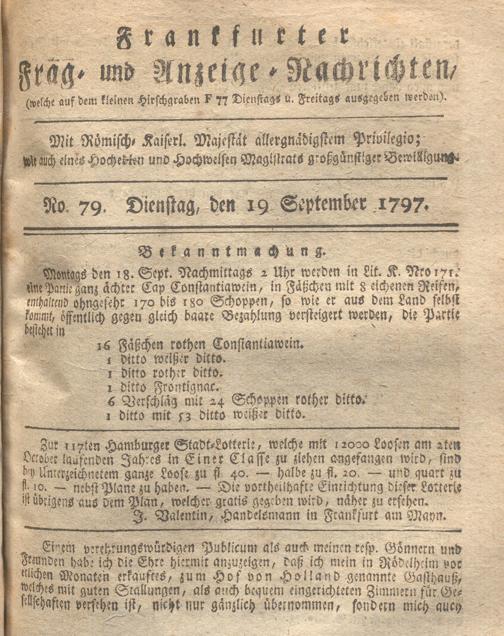 Frankfurter
Frag- und Anzeige-Nachrichten,
(welche auf dem kleinen Hirschgraben F 77 Dienstags u. Freitags ausgegeben werden).
Mit Römisch-Kaiserl. Majestät allergnädigstem Privilegio;
wie auch eines Hochedlen und Hochweisen Magistrats großgünstiger Bewilligung.
No. 79. Dienstag, den 19 September 1797.
Bekanntmachung.
Montags den 18. Sept. Nachmittags 2 Uhr werden in Lit. K. Nro 171.
eine Partie ganz ächter Cap Constantiawein, in Fäßchen mit 8 eichenen Reifen,
enthaltend ohngefehr 170 bis 180 Schoppen, so wie er aus dem Land selbst
kommt, öffentlich gegen gleich baare Bezahlung versteigert werden, die Partie
bestehet in
16 Fäßchen rothen Constantiawein.
1 ditto weißer ditto.
1 ditto rother ditto.
1 ditto Frontignac.
6 Verschläg mit 24 Schoppen rother ditto.
1 ditto mit 53 ditto weißer ditto.
Zur 117ten Hamburger Stadt-Lotterie, welche mit 12000 Loosen am 2ten
October laufenden Jahres in Einer Classe zu ziehen angefangen wird, sind
bey Unterzeichnetem ganze Loose zu fl. 40. — halbe zu fl. 20. — und quart zu
fl. 10. — nebst Plane zu haben. — Die vortheilhafte Einrichtung dieser Lotterie
ist übrigens aus dem Plan, welcher gratis gegeben wird, näher zu ersehen.
J. Valentin, Handelsmann in Frankfurt am Mayn.
Einem verehrungswürdigen Publicum als auch meinen resp. Gönnern und
Freunden habe ich die Ehre hiermit anzuzeigen, daß ich mein in Rödelheim vor
etlichen Monaten erkauftes, zum Hof von Holland genannte Gasthauß,
welches mit guten Stallungen, als auch bequem eingerichteten Zimmern für Ge-
sellschaften versehen ist, nicht nur gänzlich übernommen, sondern mich auch